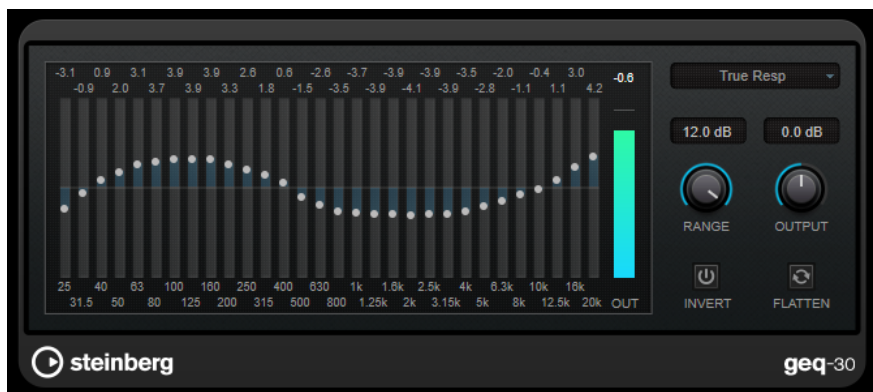 -3.1 0.9 3.1 3.9 3.9 2.6 0.6 -2.6 -3.7 -3.9 -3.9 -3.5 -2.0 -0.4 3.0
-0.9 2.0 3.7 3.9 3.3 1.8 -1.5 -3.5 -3.9 -4.1 -3.9 -2.8 -1.1 1.1 4.2
-0.6
True Resp
12.0 dB 0.0 dB
RANGE OUTPUT
25 40 63 100 160 250 400 630 1k 1.6k 2.5k 4k 6.3k 10k 16k
31.5 50 80 125 200 315 500 800 1.25k 2k 3.15k 5k 8k 12.5k 20k OUT
INVERT FLATTEN
steinberg
geq-30